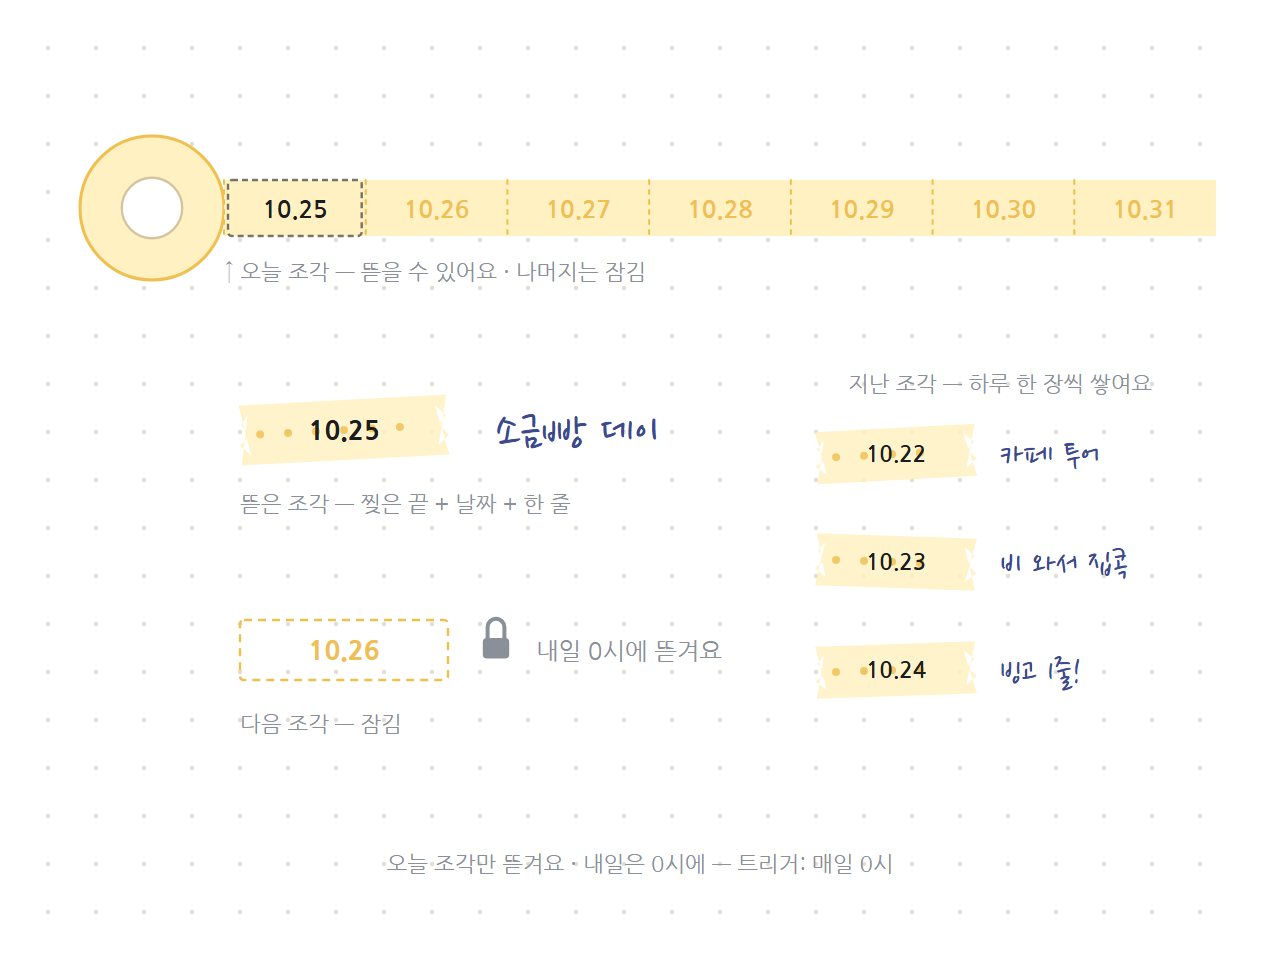 10.25 10.26 10.27 10.28 10.29 10.30 10.31
↑ 오늘 조각 — 뜯을 수 있어요 · 나머지는 잠김
10.25 소금빵 데이
뜯은 조각 — 찢은 끝 + 날짜 + 한 줄
10.26 내일 0시에 뜯겨요
다음 조각 — 잠김
지난 조각 — 하루 한 장씩 쌓여요
10.22 카페 투어
10.23 비 와서 집콕
10.24 빙고 1줄!
오늘 조각만 뜯겨요 · 내일은 0시에 — 트리거: 매일 0시